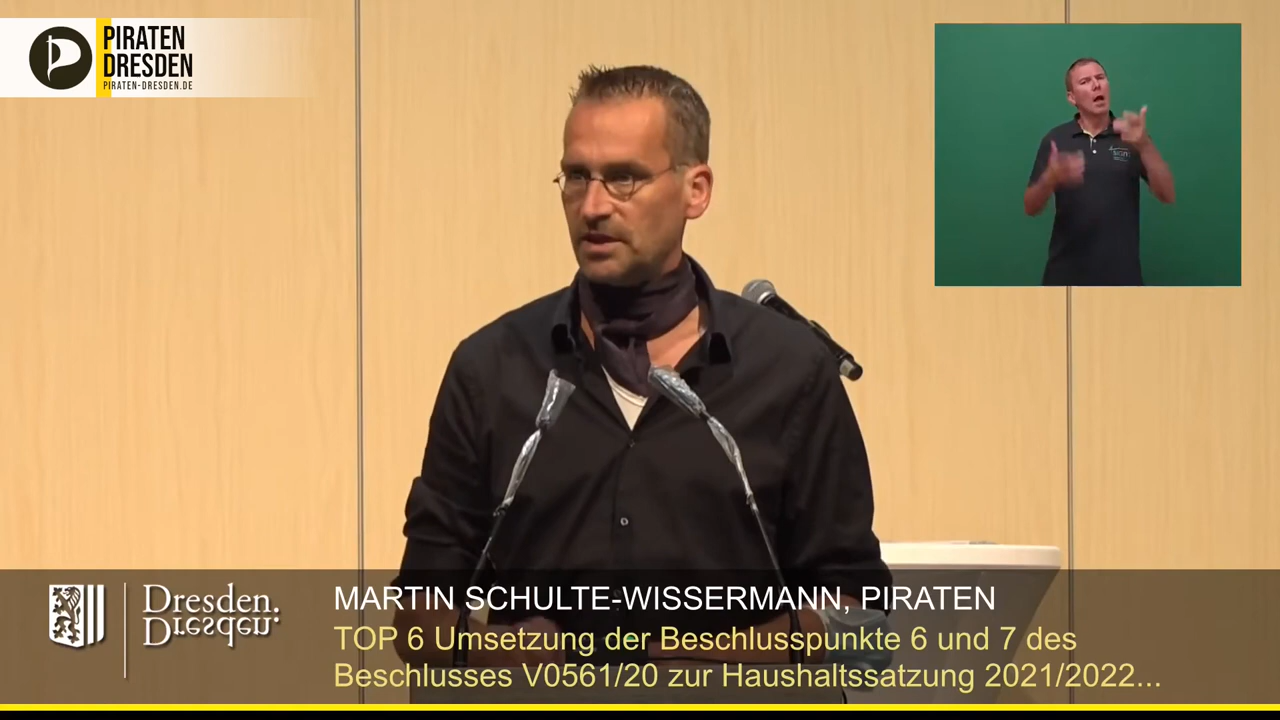 PIRATEN
DRESDEN
PIRATEN-DRESDEN.DE
Dresden.
Dresden.
MARTIN SCHULTE-WISSERMANN, PIRATEN
TOP 6 Umsetzung der Beschlusspunkte 6 und 7 des
Beschlusses V0561/20 zur Haushaltssatzung 2021/2022...